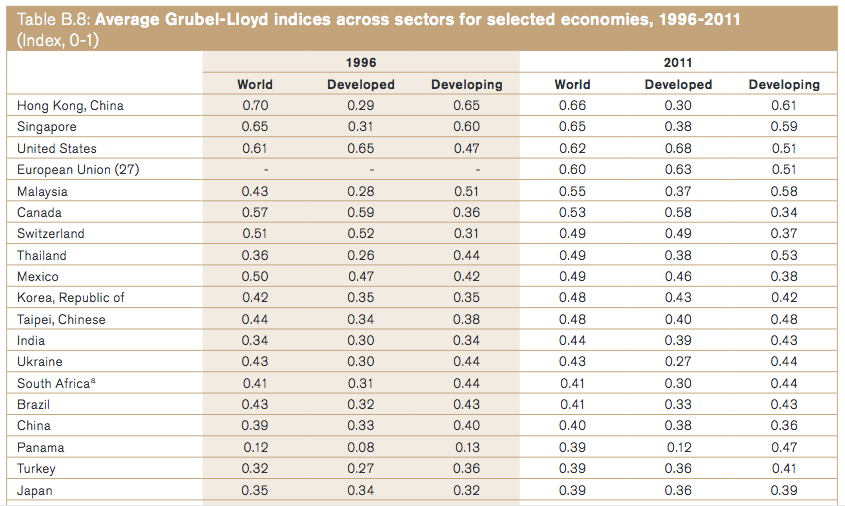 Table B.8: Average Grubel-Lloyd indices across sectors for selected economies, 1996-2011
(Index, 0-1)
1996 2011
World Developed Developing World Developed Developing
Hong Kong, China 0.70 0.29 0.65 0.66 0.30 0.61
Singapore 0.65 0.31 0.60 0.65 0.38 0.59
United States 0.61 0.65 0.47 0.62 0.68 0.51
European Union (27) - - - 0.60 0.63 0.51
Malaysia 0.43 0.28 0.51 0.55 0.37 0.58
Canada 0.57 0.59 0.36 0.53 0.58 0.34
Switzerland 0.51 0.52 0.31 0.49 0.49 0.37
Thailand 0.36 0.26 0.44 0.49 0.38 0.53
Mexico 0.50 0.47 0.42 0.49 0.46 0.38
Korea, Republic of 0.42 0.35 0.35 0.48 0.43 0.42
Taipei, Chinese 0.44 0.34 0.38 0.48 0.40 0.48
India 0.34 0.30 0.34 0.44 0.39 0.43
Ukraine 0.43 0.30 0.44 0.43 0.27 0.44
South Africaª 0.41 0.31 0.44 0.41 0.30 0.44
Brazil 0.43 0.32 0.43 0.41 0.33 0.43
China 0.39 0.33 0.40 0.40 0.38 0.36
Panama 0.12 0.08 0.13 0.39 0.12 0.47
Turkey 0.32 0.27 0.36 0.39 0.36 0.41
Japan 0.35 0.34 0.32 0.39 0.36 0.39